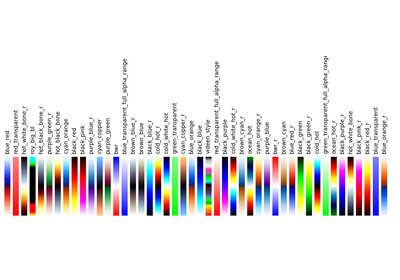 blue_red
red_transparent
hot_white_bone_r
my_big_bl
hot_black_bone_r
purple_green_r
hot_black_bone
cyan_orange
black_red
black_pink
purple_blue_r
cyan_copper
purple_green
bwr
blue_transparent_full_alpha_range
brown_blue_r
brown_blue
black_blue_r
cold_hot_r
cold_white_hot
green_transparent
cyan_copper_r
blue_orange
black_blue
videen_style
red_transparent_full_alpha_range
black_purple
cold_white_hot_r
brown_cyan_r
ocean_hot
cyan_orange_r
purple_blue
bwr_r
brown_cyan
blue_red_r
black_green
black_green_r
cold_hot
green_transparent_full_alpha_range
ocean_hot_r
black_purple_r
hot_white_bone
black_pink_r
black_red_r
blue_transparent
blue_orange_r